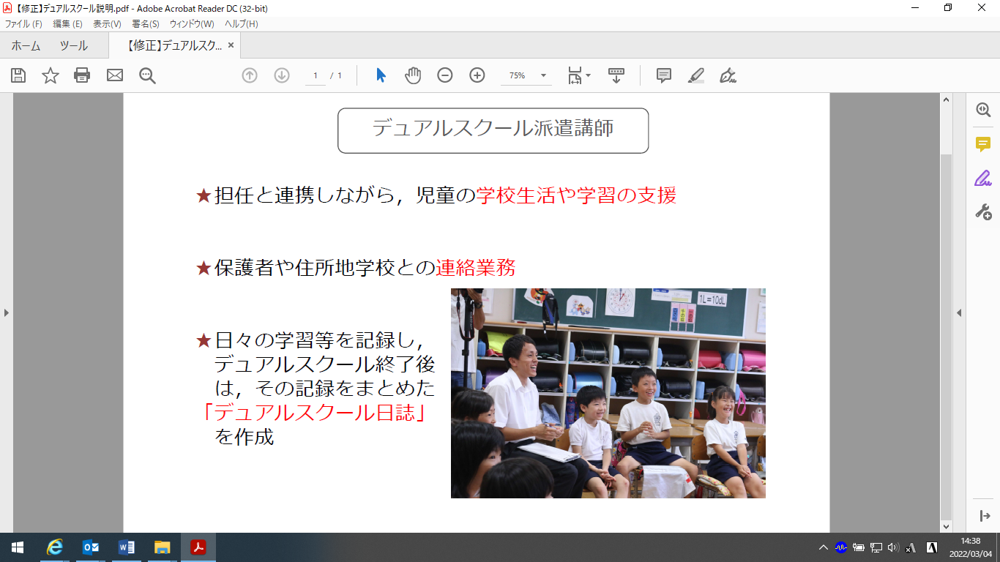 【修正】デュアルスクール説明.pdf - Adobe Acrobat Reader DC (32-bit)
ファイル(F) 編集(E) 表示(V) 署名(S) ウィンドウ(W) ヘルプ(H)
ホーム ツール 【修正】デュアルスク... ×
1 / 1 75%
デュアルスクール派遣講師
★担任と連携しながら，児童の学校生活や学習の支援
★保護者や住所地学校との連絡業務
1L=10dL
★日々の学習等を記録し，
デュアルスクール終了後
は，その記録をまとめた
「デュアルスクール日誌」
を作成
14:38
2022/03/04